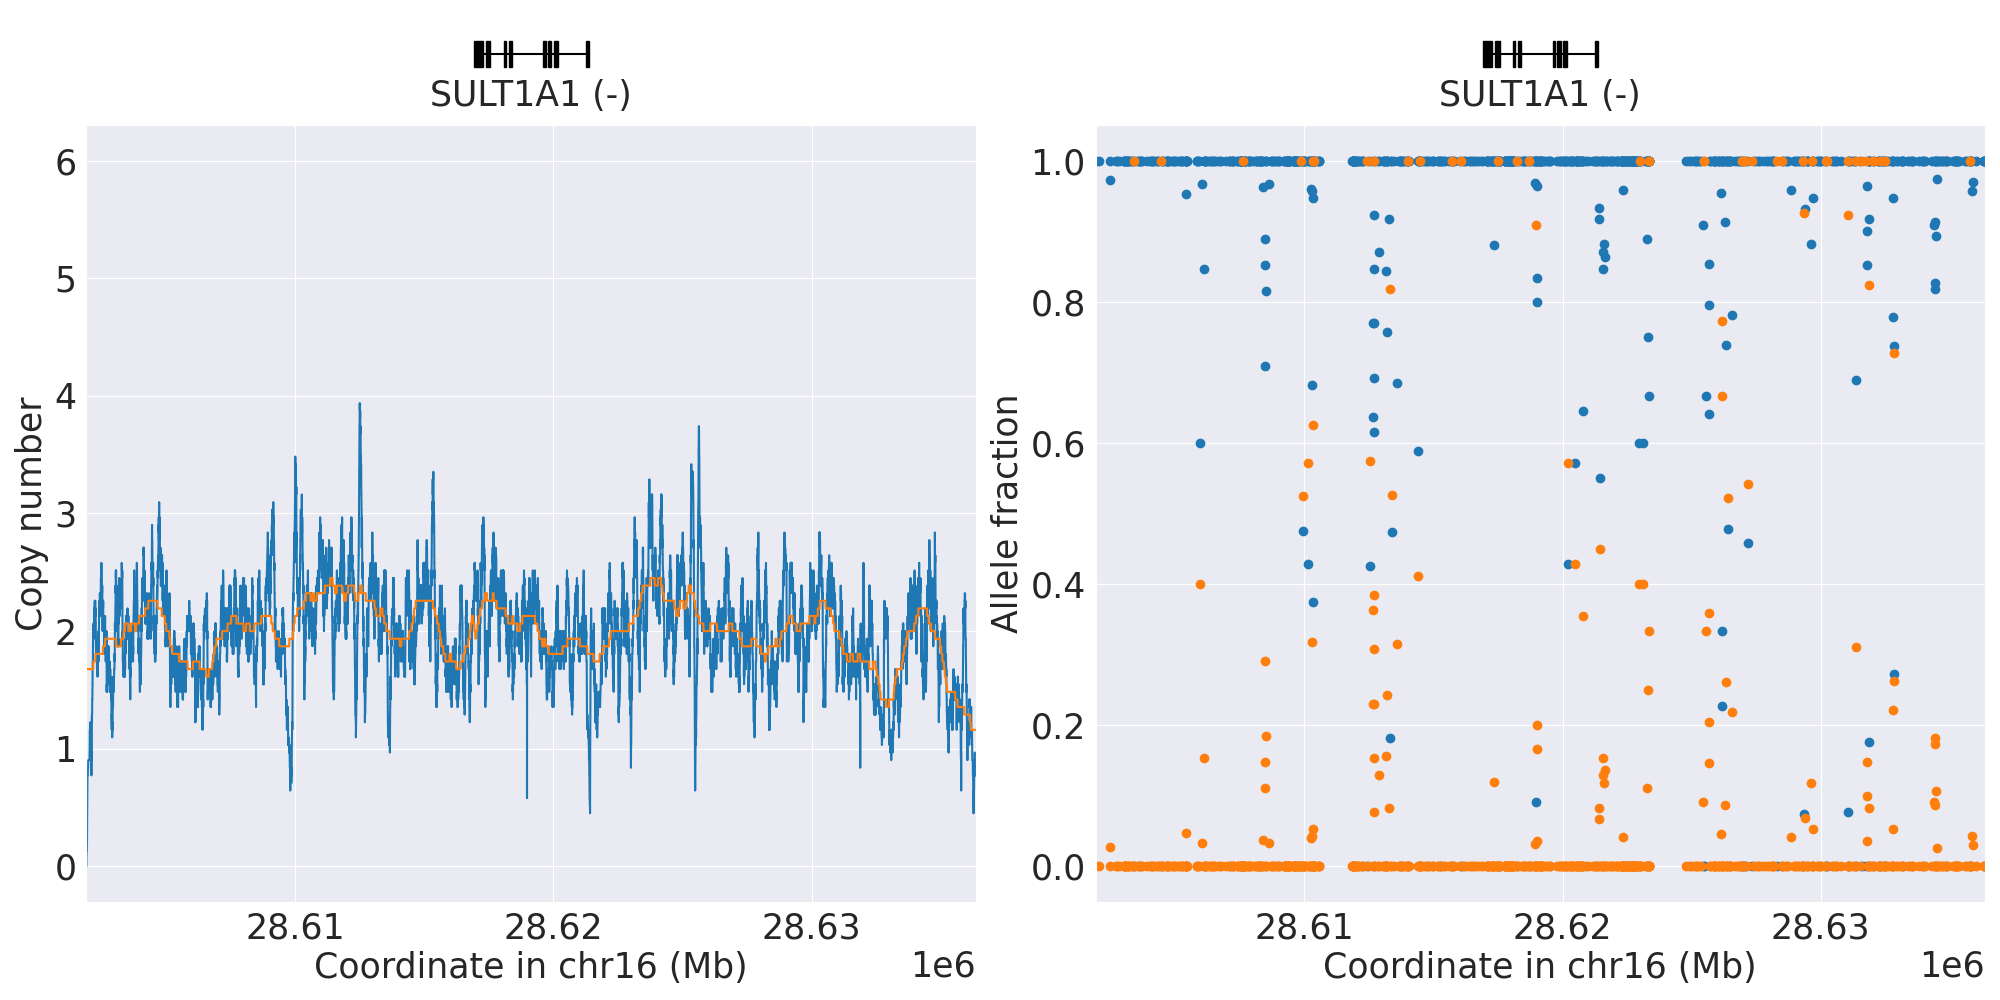 SULT1A1 (-)
6
5
4
3
2
1
0
Copy number
28.61
28.62
28.63
Coordinate in chr16 (Mb)
1e6
SULT1A1 (-)
1.0
0.8
0.6
0.4
0.2
0.0
Allele fraction
28.61
28.62
28.63
Coordinate in chr16 (Mb)
1e6